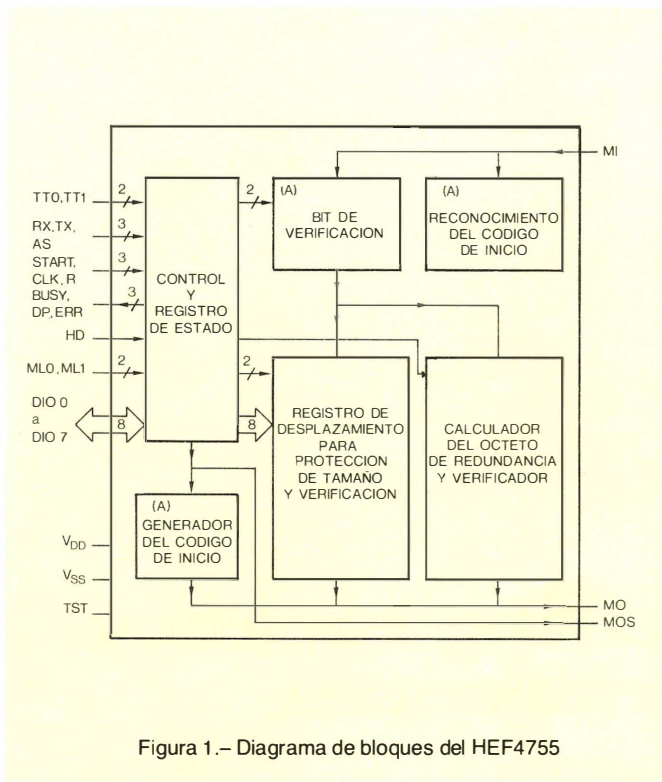 MI
TT0,TT1
2
2
(A)
BIT DE
VERIFICACION
(A)
RECONOCIMIENTO
DEL CODIGO
DE INICIO
RX,TX,
AS
3
START,
CLK,R
3
BUSY,
DP,ERR
3
CONTROL
Y
REGISTRO
DE ESTADO
HD
ML0,ML1
2
2
DIO 0
a
DIO 7
8
8
REGISTRO DE
DESPLAZAMIENTO
PARA
PROTECCION
DE TAMAÑO
Y VERIFICACION
CALCULADOR
DEL OCTETO
DE REDUNDANCIA
Y VERIFICADOR
(A)
GENERADOR
DEL CODIGO
DE INICIO
VDD
VSS
TST
MO
MOS
Figura 1.– Diagrama de bloques del HEF4755